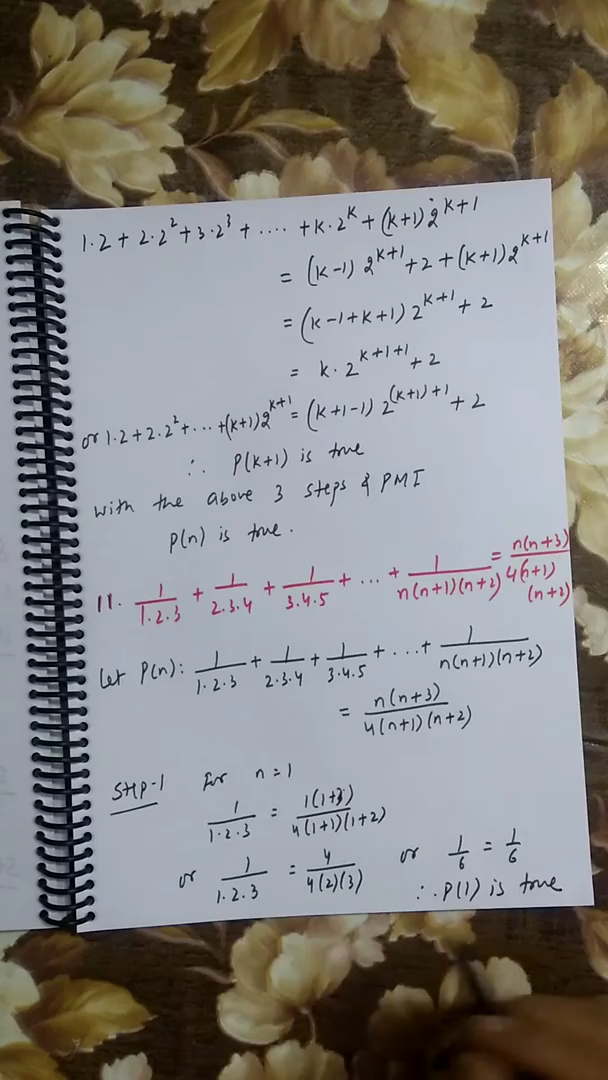 1·2 + 2·2² + 3·2³ + .... + k·2^k + (k+1) 2^{k+1}
= (k-1) 2^{k+1} + 2 + (k+1) 2^{k+1}
= (k-1+k+1) 2^{k+1} + 2
= k· 2^{k+1+1} + 2
or 1·2 + 2·2² + ... + (k+1) 2^{k+1} = (k+1-1) 2^{(k+1)+1} + 2
∴ P(k+1) is true
with the above 3 steps & PMI
P(n) is true.
11. 1/1·2·3 + 1/2·3·4 + 1/3·4·5 + ... + 1/n(n+1)(n+2) = n(n+3)/4(n+1)(n+2)
Let P(n): 1/1·2·3 + 1/2·3·4 + 1/3·4·5 + ... + 1/n(n+1)(n+2)
= n(n+3)/4(n+1)(n+2)
Step-1 For n=1
1/1·2·3 = 1(1+3)/4(1+1)(1+2)
or 1/1·2·3 = 4/4(2)(3) or 1/6 = 1/6
∴ P(1) is true